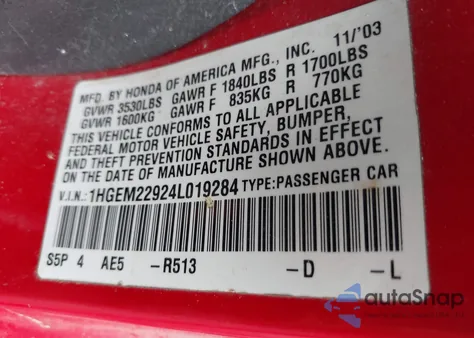 MFD. BY HONDA OF AMERICA MFG., INC. 11/'03
GVWR 3530LBS GAWR F 1840LBS R 1700LBS
GVWR 1600KG GAWR F 835KG R 770KG
THIS VEHICLE CONFORMS TO ALL APPLICABLE
FEDERAL MOTOR VEHICLE SAFETY, BUMPER,
AND THEFT PREVENTION STANDARDS IN EFFECT
ON THE DATE OF MANUFACTURE SHOWN ABOVE.
V.I.N.: 1HGEM22924L019284 TYPE:PASSENGER CAR
S5P 4 AE5 -R513 -D -L
autoSnap